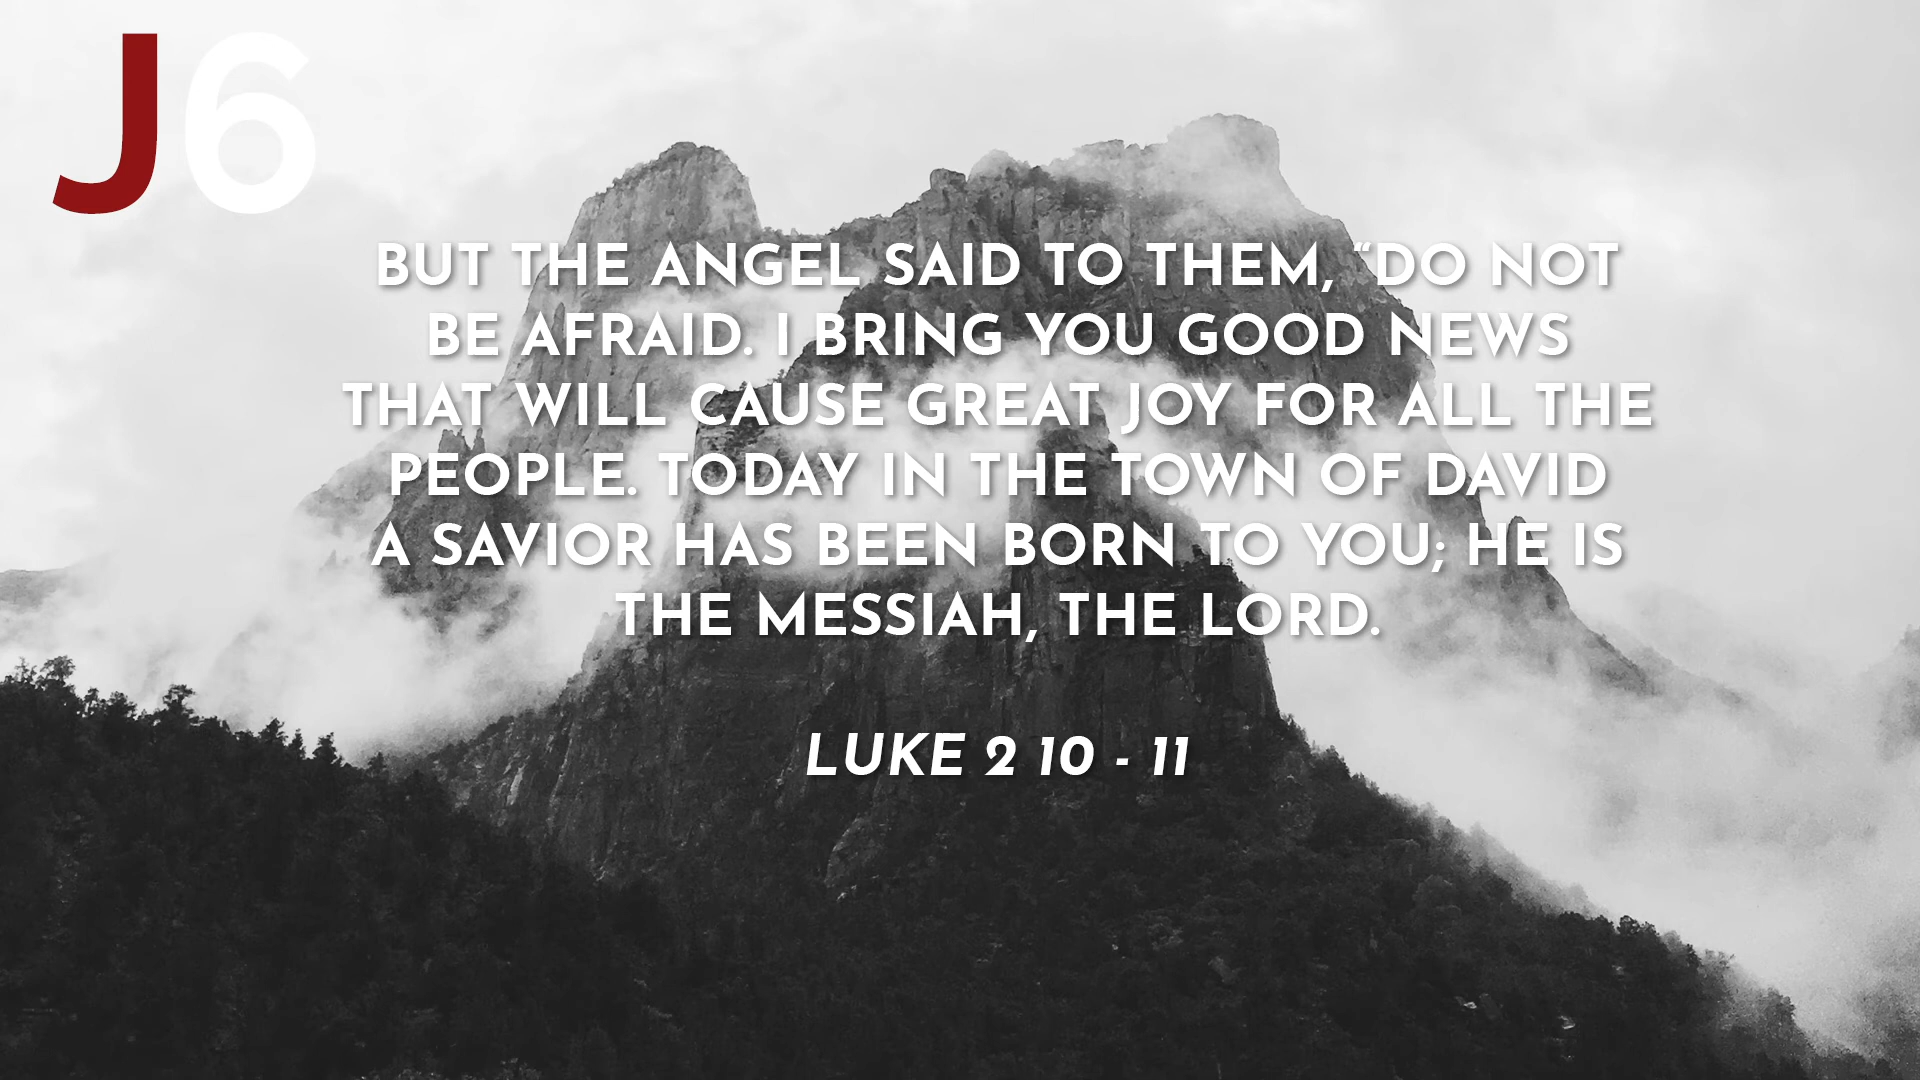 J6
BUT THE ANGEL SAID TO THEM, “DO NOT
BE AFRAID. I BRING YOU GOOD NEWS
THAT WILL CAUSE GREAT JOY FOR ALL THE
PEOPLE. TODAY IN THE TOWN OF DAVID
A SAVIOR HAS BEEN BORN TO YOU; HE IS
THE MESSIAH, THE LORD.
LUKE 2 10 - 11